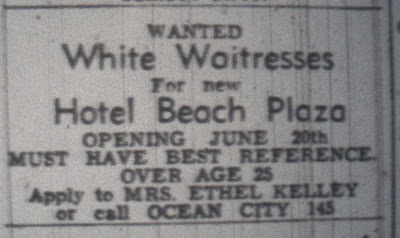 WANTED
White Waitresses
For new
Hotel Beach Plaza
OPENING JUNE 20th
MUST HAVE BEST REFERENCE.
OVER AGE 25
Apply to MRS. ETHEL KELLEY
or call OCEAN CITY 145